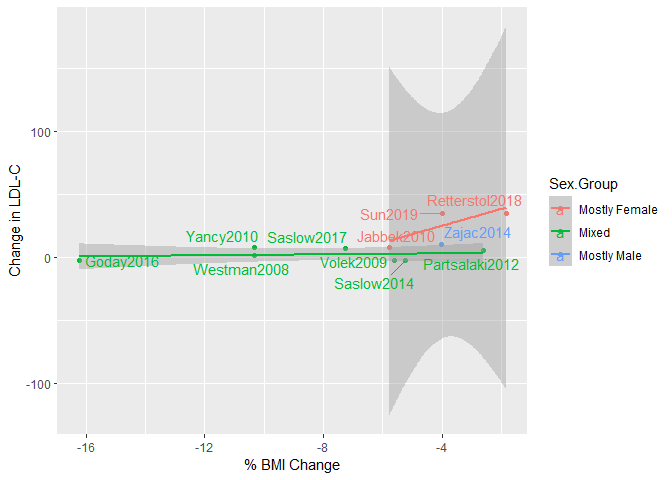 Change in LDL-C
100
0
-100
Retterstol2018
Sun2019
Yancy2010
Saslow2017
Jabbek2010
Zajac2014
Goday2016
Westman2008
Volek2009
Partsalaki2012
Saslow2014
-16
-12
-8
-4
% BMI Change
Sex.Group
a Mostly Female
a Mixed
a Mostly Male